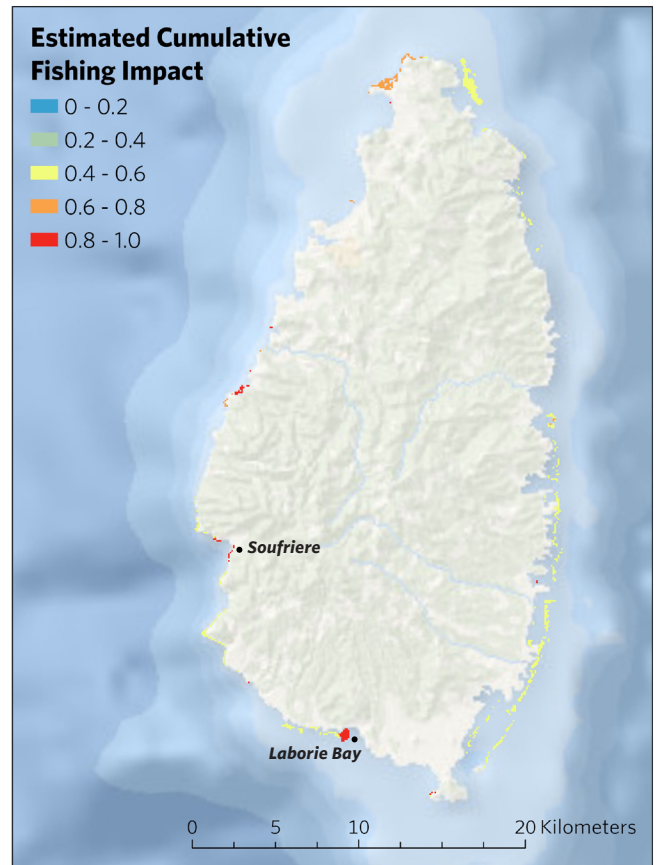 Estimated Cumulative
Fishing Impact
0 - 0.2
0.2 - 0.4
0.4 - 0.6
0.6 - 0.8
0.8 - 1.0
Soufriere
Laborie Bay
0 5 10 20 Kilometers